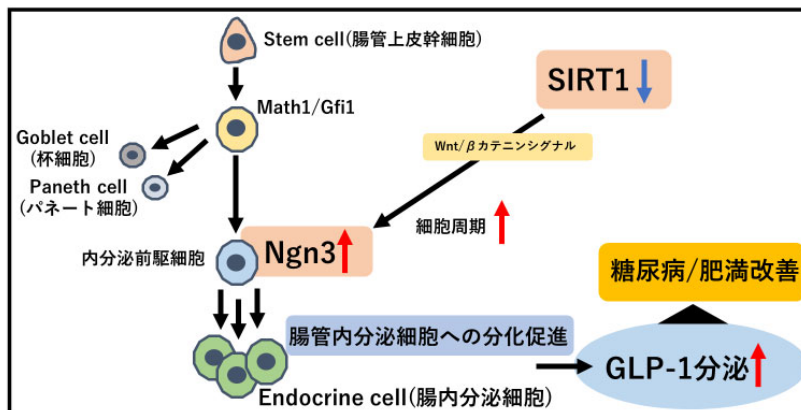 Stem cell(腸管上皮幹細胞)
SIRT1
Math1/Gfi1
Goblet cell
(杯細胞)
Wnt/βカテニンシグナル
Paneth cell
(パネート細胞)
細胞周期
内分泌前駆細胞
Ngn3
糖尿病/肥満改善
腸管内分泌細胞への分化促進
GLP-1分泌
Endocrine cell(腸内分泌細胞)